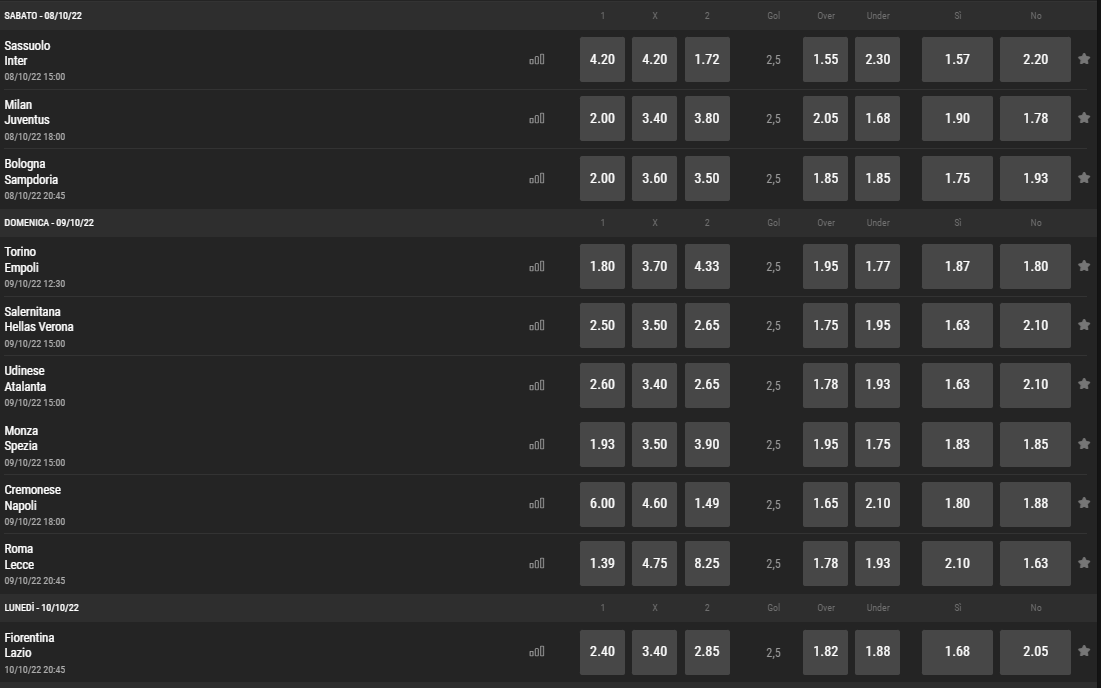 SABATO - 08/10/22 1 X 2 Gol Over Under Sì No
Sassuolo
Inter
08/10/22 15:00
4.20 4.20 1.72 2,5 1.55 2.30 1.57 2.20
Milan
Juventus
08/10/22 18:00
2.00 3.40 3.80 2,5 2.05 1.68 1.90 1.78
Bologna
Sampdoria
08/10/22 20:45
2.00 3.60 3.50 2,5 1.85 1.85 1.75 1.93
DOMENICA - 09/10/22 1 X 2 Gol Over Under Sì No
Torino
Empoli
09/10/22 12:30
1.80 3.70 4.33 2,5 1.95 1.77 1.87 1.80
Salernitana
Hellas Verona
09/10/22 15:00
2.50 3.50 2.65 2,5 1.75 1.95 1.63 2.10
Udinese
Atalanta
09/10/22 15:00
2.60 3.40 2.65 2,5 1.78 1.93 1.63 2.10
Monza
Spezia
09/10/22 15:00
1.93 3.50 3.90 2,5 1.95 1.75 1.83 1.85
Cremonese
Napoli
09/10/22 18:00
6.00 4.60 1.49 2,5 1.65 2.10 1.80 1.88
Roma
Lecce
09/10/22 20:45
1.39 4.75 8.25 2,5 1.78 1.93 2.10 1.63
LUNEDÌ - 10/10/22 1 X 2 Gol Over Under Sì No
Fiorentina
Lazio
10/10/22 20:45
2.40 3.40 2.85 2,5 1.82 1.88 1.68 2.05